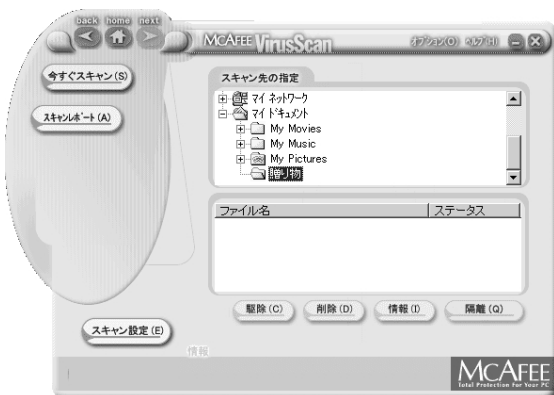 back home next
McAFEE VirusScan
オプション(O) ヘルプ(H)
今すぐスキャン(S)
スキャンレポート(A)
スキャン先の指定
マイ ネットワーク
マイ ドキュメント
My Movies
My Music
My Pictures
贈り物
ファイル名 ステータス
駆除(C) 削除(D) 情報(I) 隔離(Q)
スキャン設定(E)
情報
McAFEE
Total Protection for Your PC